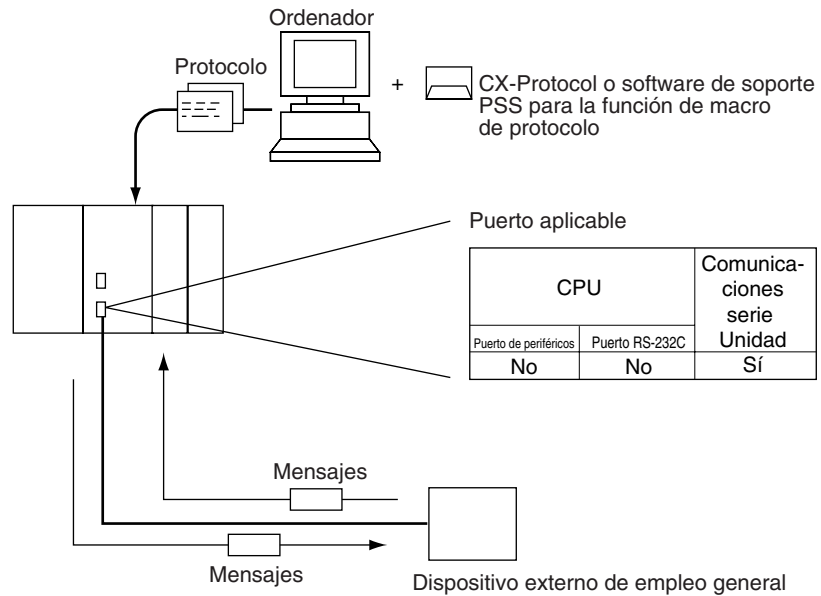 Ordenador
Protocolo
+
CX-Protocol o software de soporte
PSS para la función de macro
de protocolo
Puerto aplicable
CPU
Comunica-
ciones
serie
Unidad
Puerto de periféricos
Puerto RS-232C
No
No
Sí
Mensajes
Mensajes
Dispositivo externo de empleo general